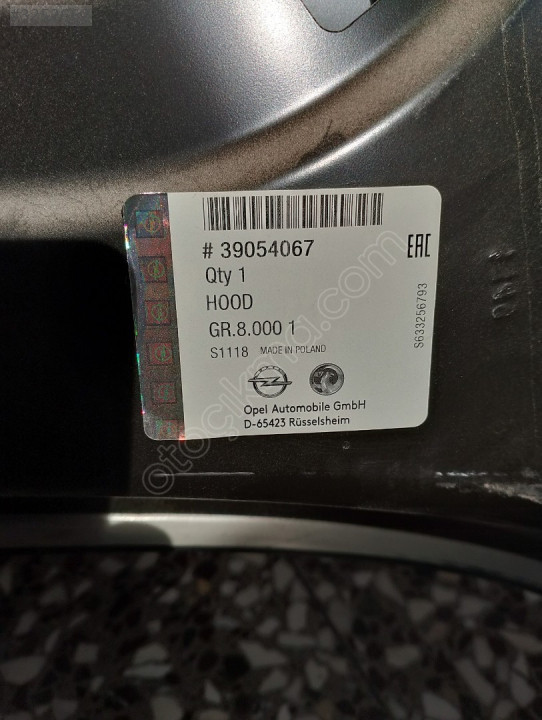 # 39054067
Qty 1
HOOD
GR.8.000 1
S1118 MADE IN POLAND
Opel Automobile GmbH
D-65423 Rüsselsheim
EAC
S633256793
otocikma.com